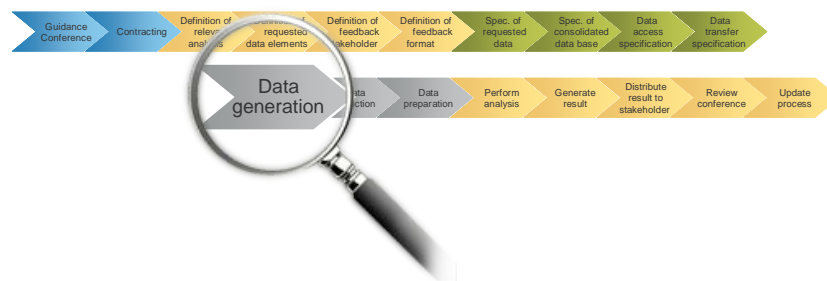 Guidance
Conference
Contracting
Definition of
relevant
analysis
Definition of
requested
data elements
Definition of
feedback
stakeholder
Definition of
feedback
format
Spec. of
requested
data
Spec. of
consolidated
data base
Data
access
specification
Data
transfer
specification
Data
generation
Data
preparation
Perform
analysis
Generate
result
Distribute
result to
stakeholder
Review
conference
Update
process